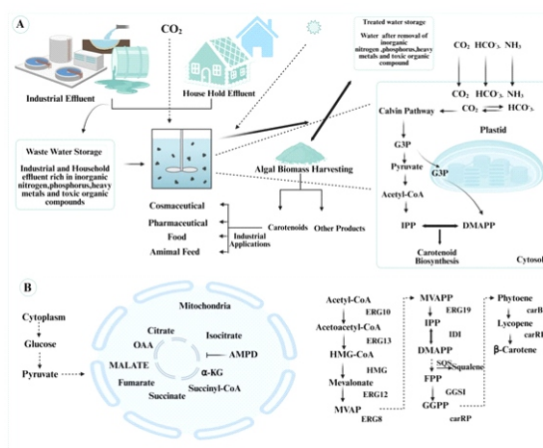 A
CO2
Industrial Effluent
House Hold Effluent
Treated water storage
Water after removal of
inorganic
nitrogen ,phosphorus,heavy
metals and toxic organic
compound
CO2 HCO-3, NH3
CO2 HCO-3, NH3
Calvin Pathway
CO2
HCO-3,
Plastid
Waste Water Storage
Industrial and Household
effluent rich in inorganic
nitrogen,phosphorus,heavy
metals and toxic organic
compounds
Algal Biomass Harvesting
G3P
G3P
Pyruvate
Acetyl-CoA
IPP
DMAPP
Carotenoid
Biosynthesis
Cytosol
Cosmaceutical
Pharmaceutical
Food
Amimal Feed
Industrial
Applications
Carotenoids
Other Products
B
Cytoplasm
Glucose
Pyruvate
Mitochondria
Citrate
Isocitrate
OAA
AMPD
MALATE
α-KG
Fumarate
Succinyl-CoA
Succinate
Acetyl-CoA
ERG10
Acetoacetyl-CoA
ERG13
HMG-CoA
HMG
Mevalonate
ERG12
MVAP
ERG8
MVAPP
ERG19
IPP
IDI
DMAPP
SQS
Squalene
FPP
GGSI
GGPP
carRP
Phytoene
carB
Lycopene
β-Carotene